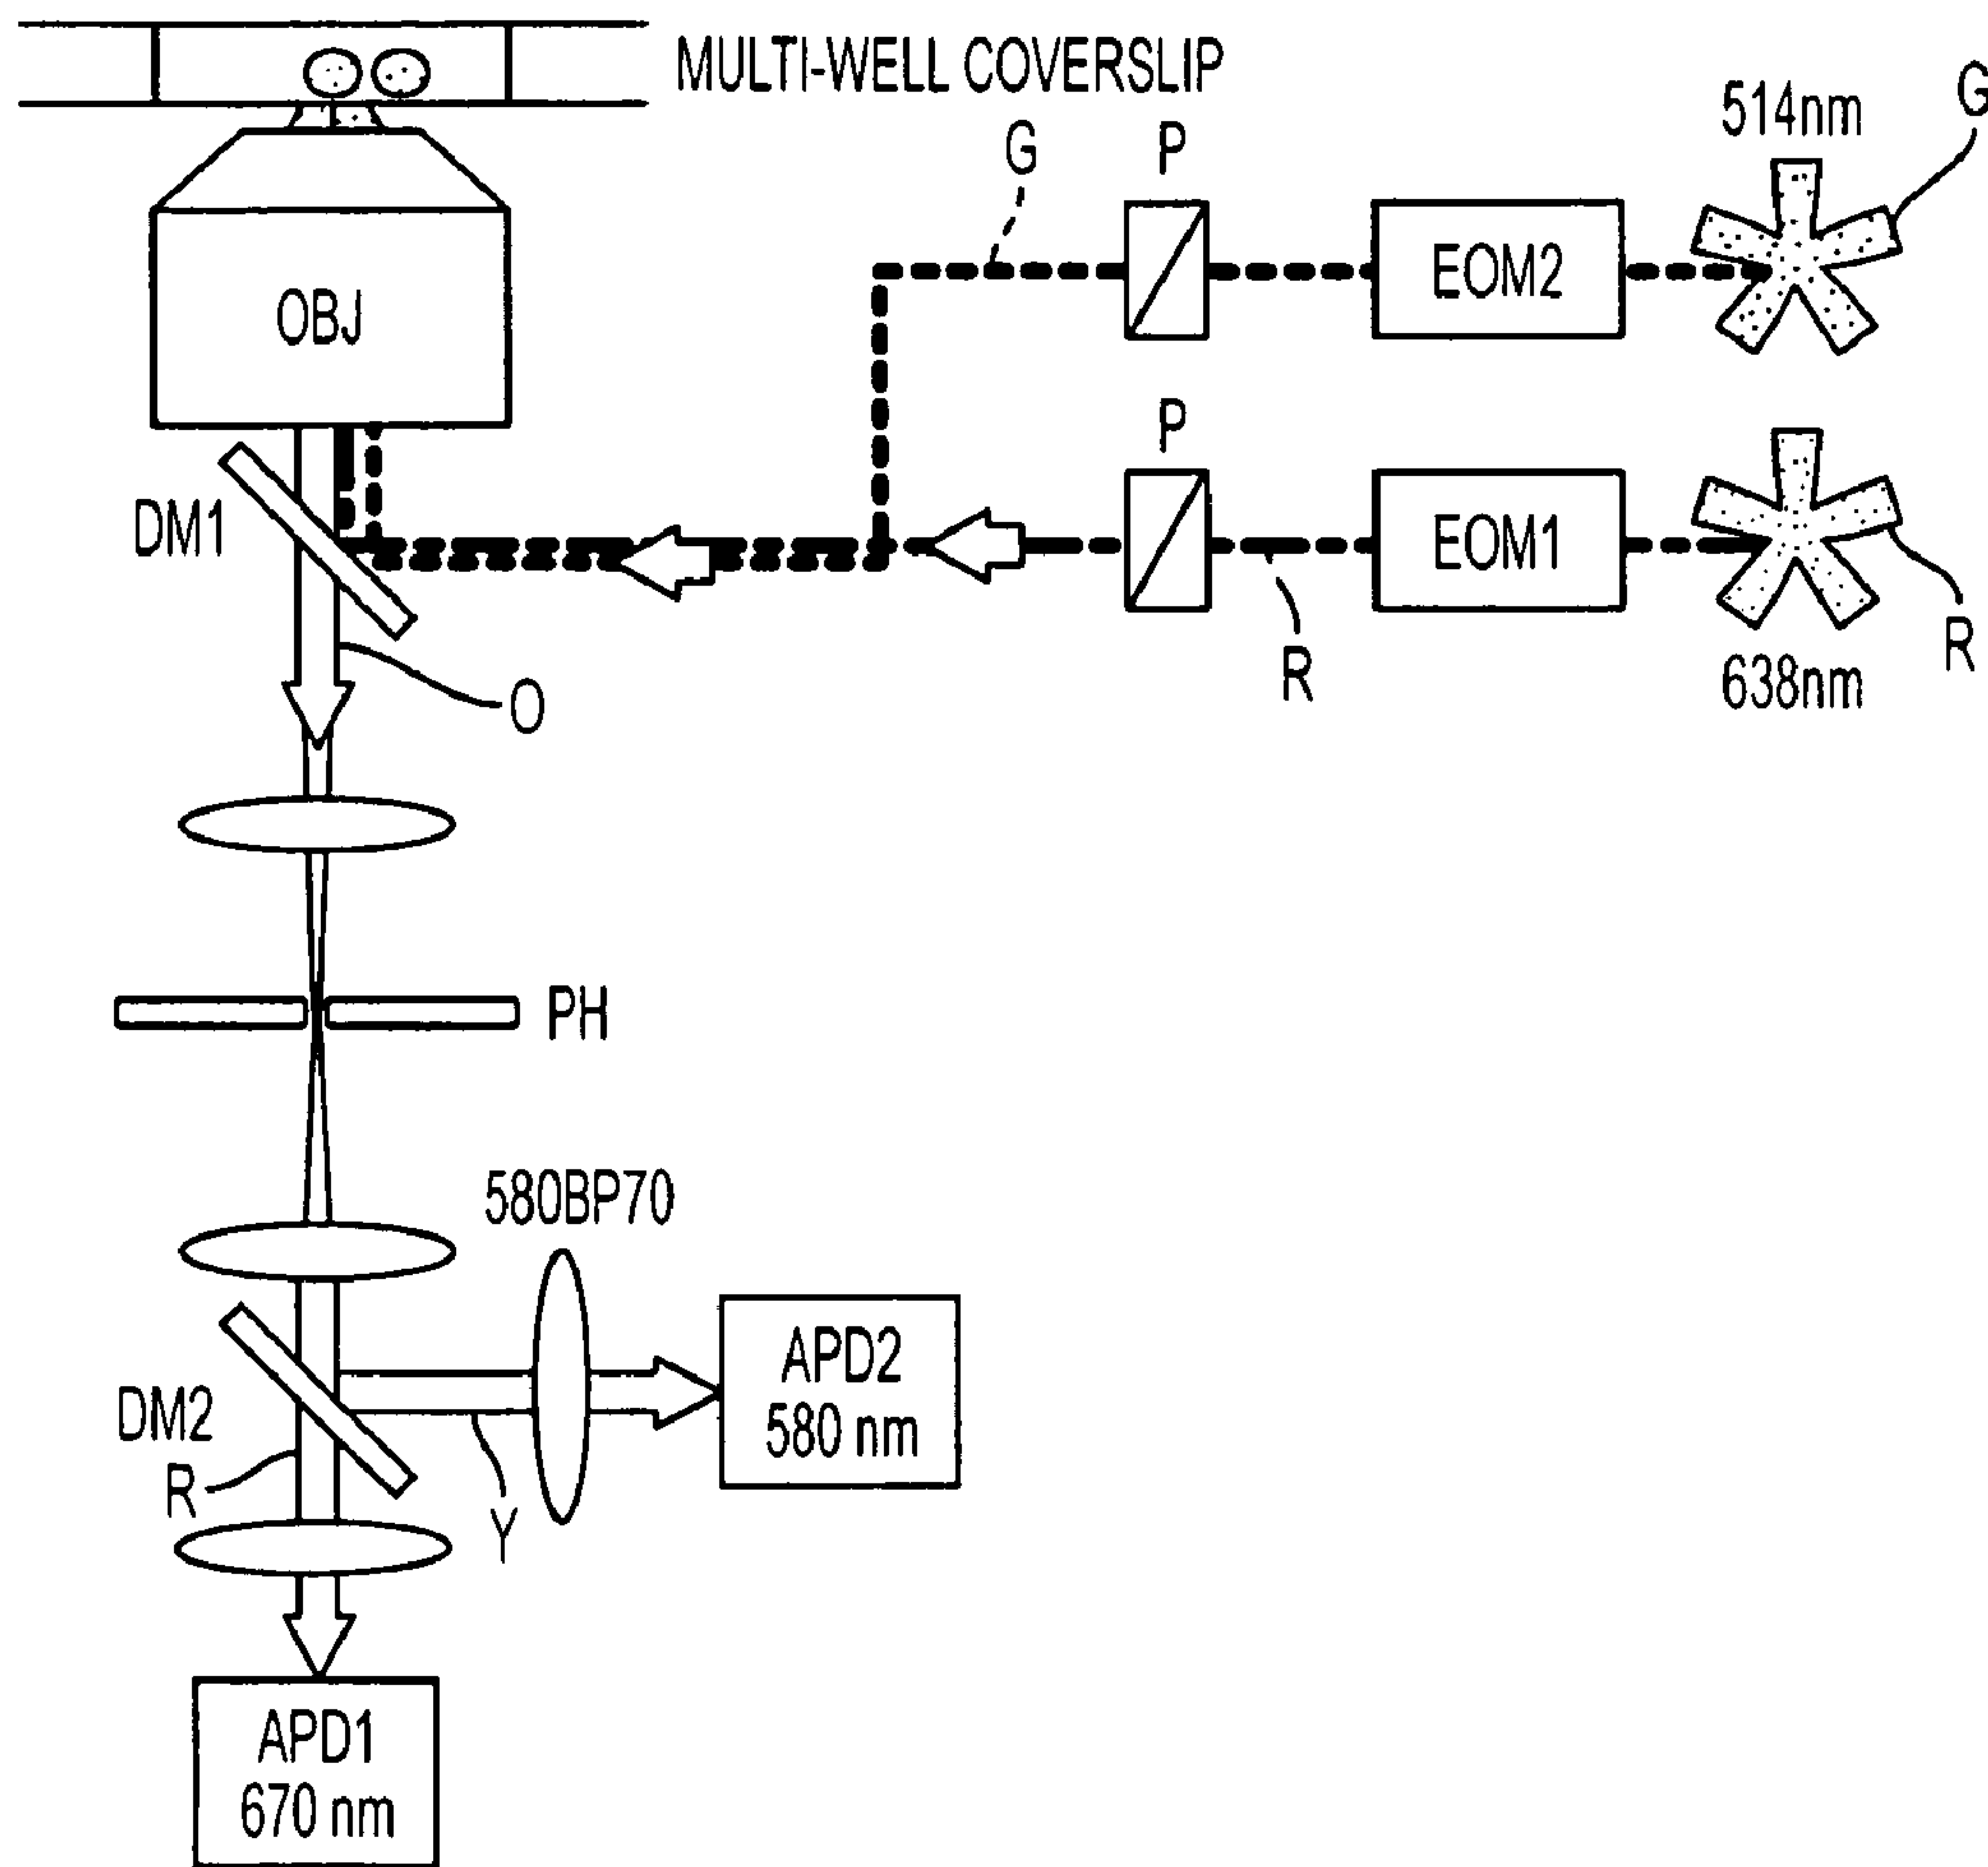 MULTI-WELL COVERSLIP
G
P
514nm
G
EOM2
OBJ
P
DM1
EOM1
R
R
638nm
O
PH
580BP70
APD2
580 nm
DM2
R
Y
APD1
670 nm